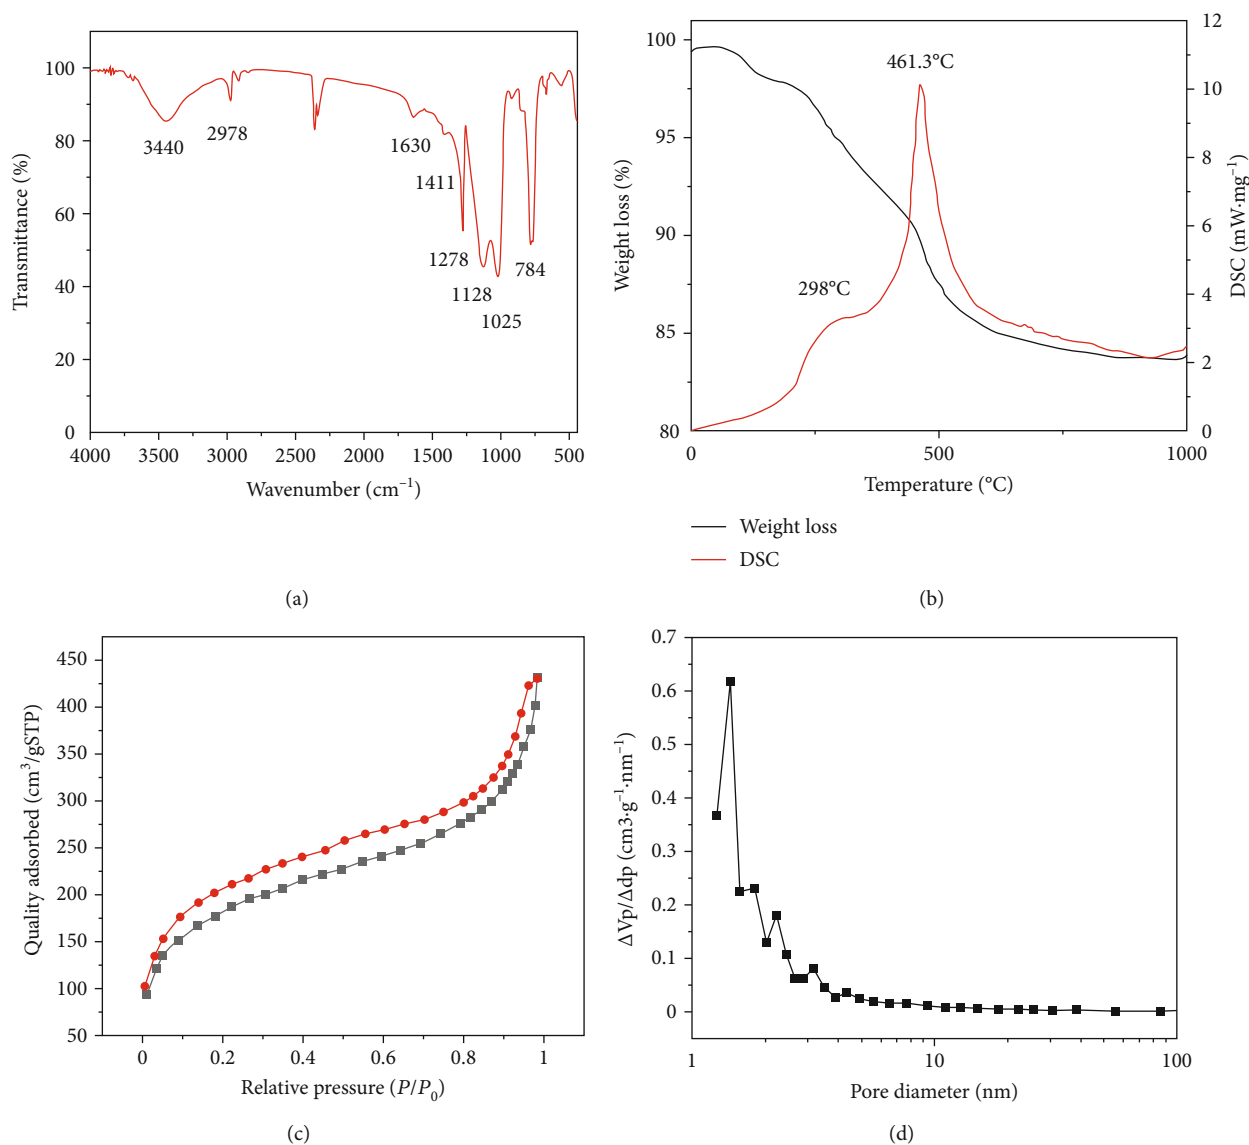 100
80
60
40
20
0
Transmittance (%)
3440
2978
1630
1411
1278
1128
1025
784
4000 3500 3000 2500 2000 1500 1000 500
Wavenumber (cm⁻¹)
(a)
100
95
90
85
80
Weight loss (%)
461.3°C
298°C
12
10
8
6
4
2
0
DSC (mW·mg⁻¹)
0 500 1000
Temperature (°C)
Weight loss
DSC
(b)
450
400
350
300
250
200
150
100
50
Quality adsorbed (cm³/gSTP)
0 0.2 0.4 0.6 0.8 1
Relative pressure (P/P₀)
(c)
0.7
0.6
0.5
0.4
0.3
0.2
0.1
0
ΔVp/Δdp (cm3·g⁻¹·nm⁻¹)
1 10 100
Pore diameter (nm)
(d)